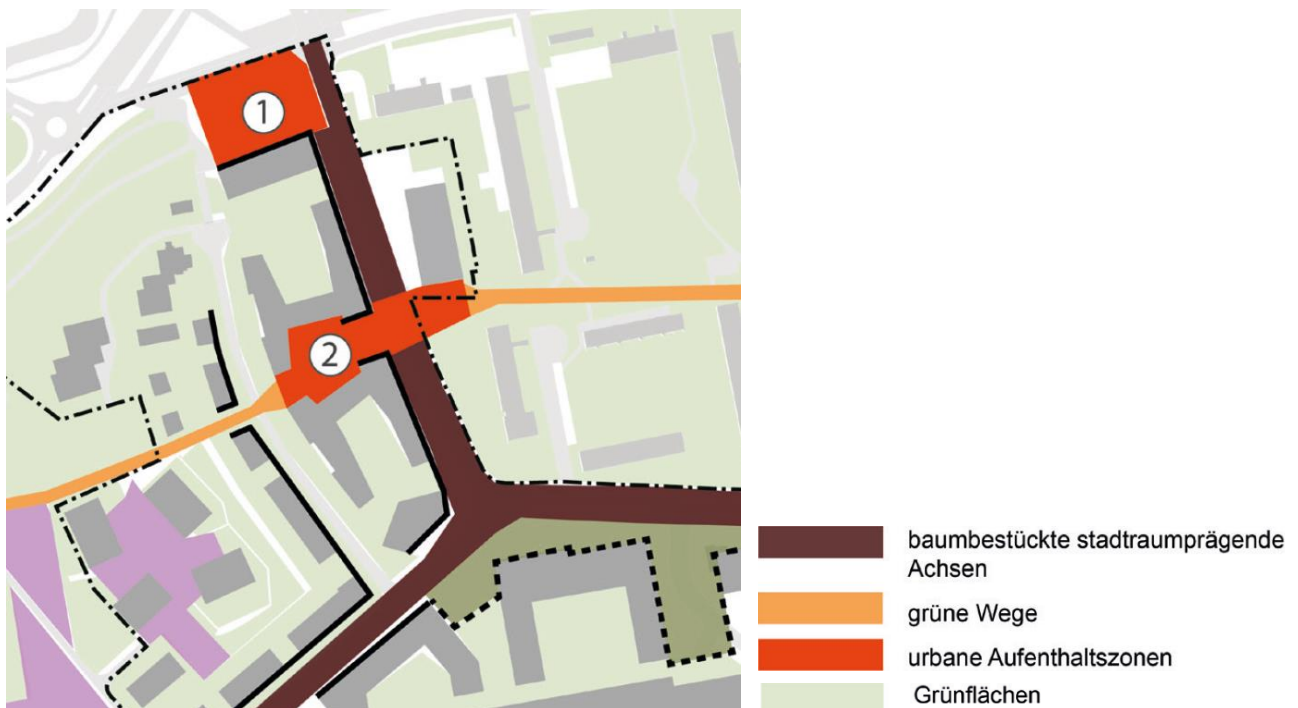 1
2
baumbestückte stadtraumprägende
Achsen
grüne Wege
urbane Aufenthaltszonen
Grünflächen